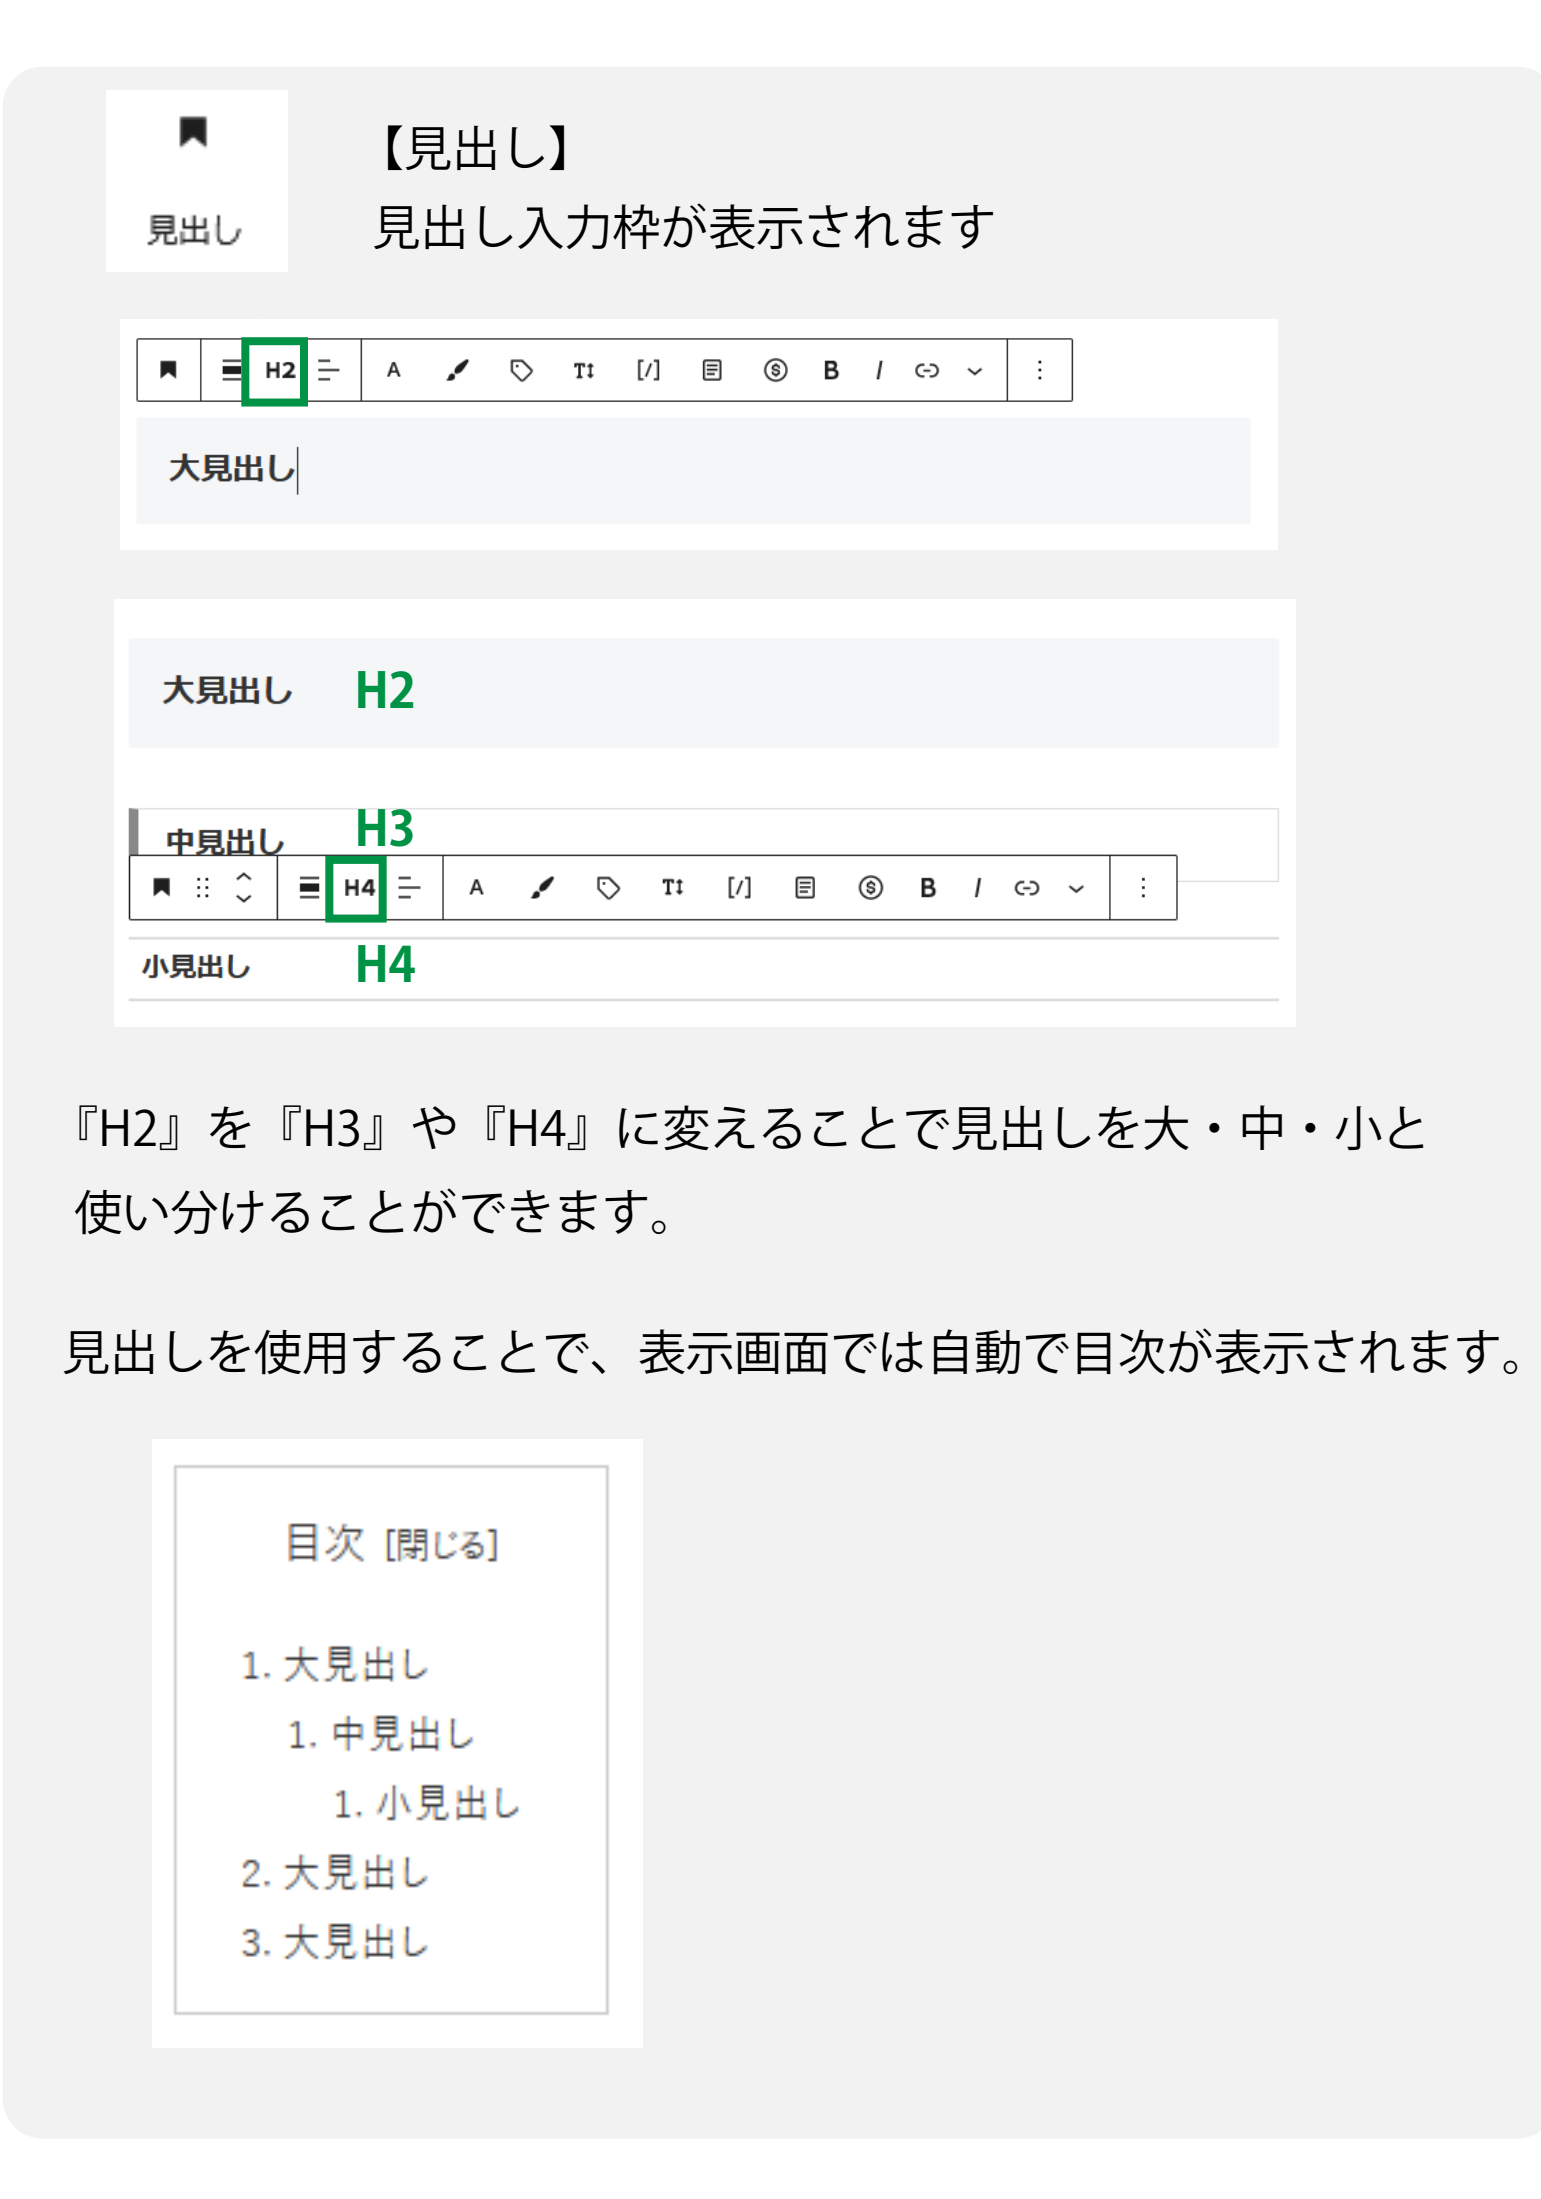 見出し
【見出し】
見出し入力枠が表示されます
H2 A T [/] B I
大見出し
大見出し H2
中見出し H3
H4 A T [/] B I
小見出し H4
『H2』を『H3』や『H4』に変えることで見出しを大・中・小と
使い分けることができます。
見出しを使用することで、表示画面では自動で目次が表示されます。
目次 [閉じる]
1. 大見出し
1. 中見出し
1. 小見出し
2. 大見出し
3. 大見出し